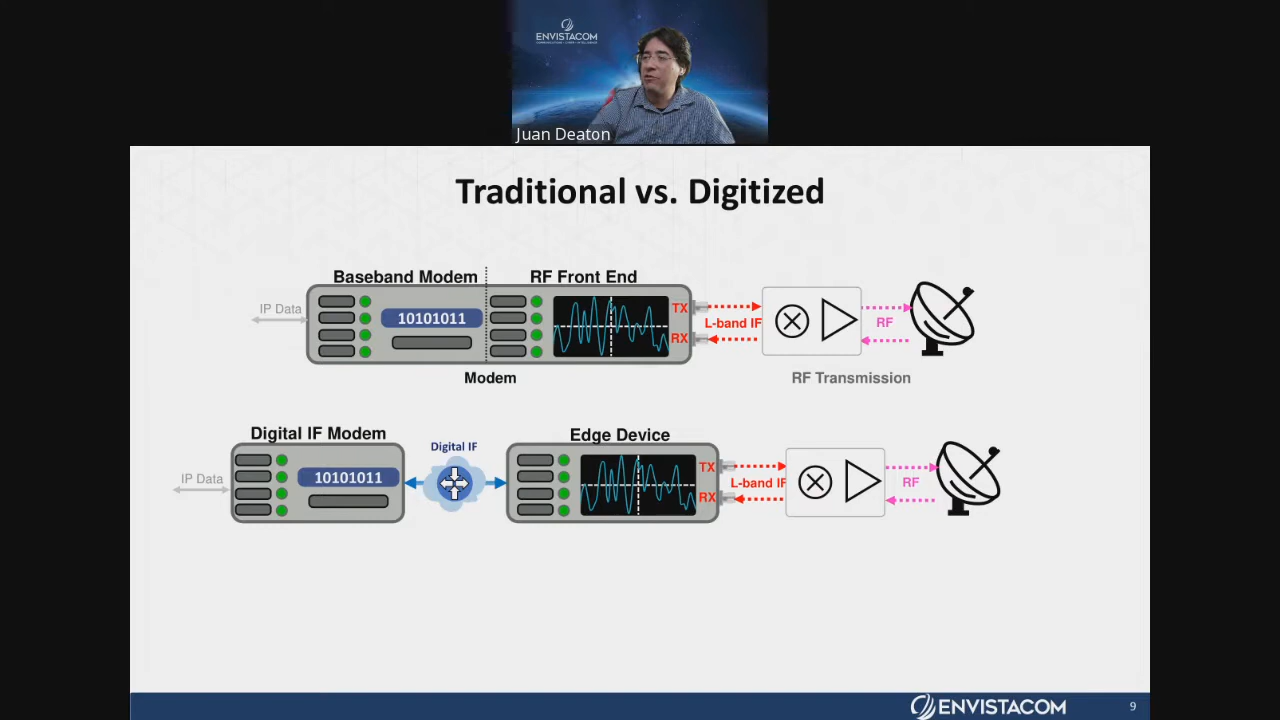 ENVISTACOM
Juan Deaton
Traditional vs. Digitized
Baseband Modem
RF Front End
IP Data
10101011
TX
RX
L-band IF
RF
Modem
RF Transmission
Digital IF Modem
Digital IF
Edge Device
IP Data
10101011
TX
RX
L-band IF
RF
ENVISTACOM
9